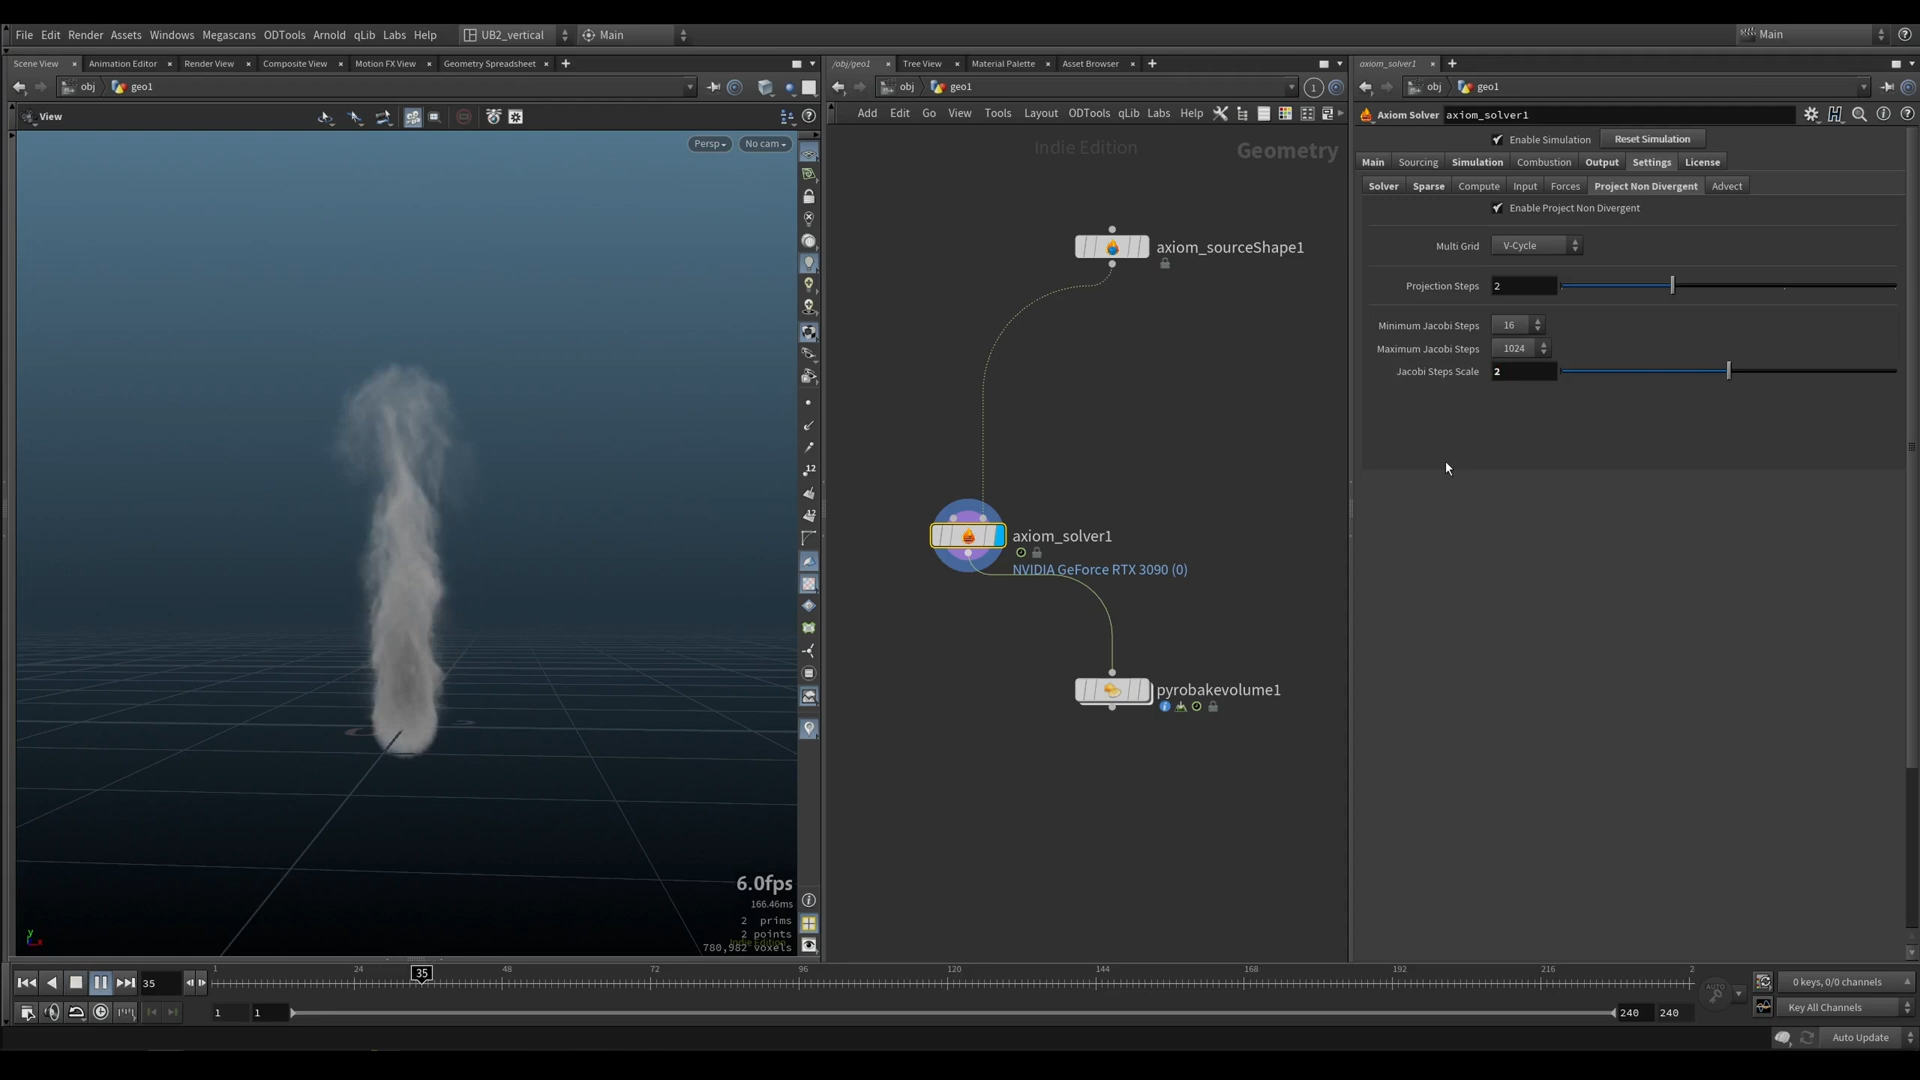 File Edit Render Assets Windows Megascans ODTools Arnold qLib Labs Help UB2_vertical Main Main
Scene View Animation Editor Render View Composite View Motion FX View Geometry Spreadsheet
/obj/geo1 Tree View Material Palette Asset Browser
axiom_solver1
obj geo1
obj geo1
obj geo1
View
Persp No cam
Add Edit Go View Tools Layout ODTools qLib Labs Help
Indie Edition Geometry
axiom_sourceShape1
axiom_solver1
NVIDIA GeForce RTX 3090 (0)
pyrobakevolume1
Axiom Solver axiom_solver1
Enable Simulation Reset Simulation
Main Sourcing Simulation Combustion Output Settings License
Solver Sparse Compute Input Forces Project Non Divergent Advect
Enable Project Non Divergent
Multi Grid V-Cycle
Projection Steps 2
Minimum Jacobi Steps 16
Maximum Jacobi Steps 1024
Jacobi Steps Scale 2
12
12
6.0fps
166.46ms
2 prims
2 points
Indie Edition
780,982 voxels
y
x
35 1 24 35 48 72 96 120 144 168 192 216 2
AUTO
0 keys, 0/0 channels
1 1 240 240 Key All Channels
Auto Update